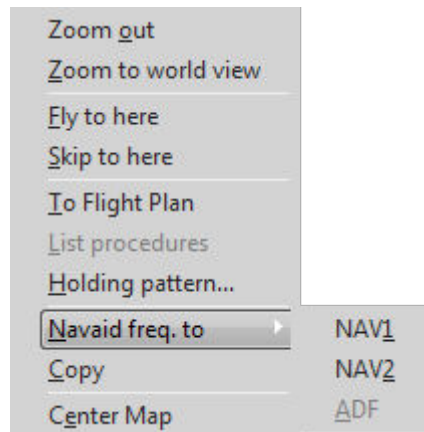 Zoom out
Zoom to world view
Fly to here
Skip to here
To Flight Plan
List procedures
Holding pattern...
Navaid freq. to
NAV1
Copy
NAV2
Center Map
ADF